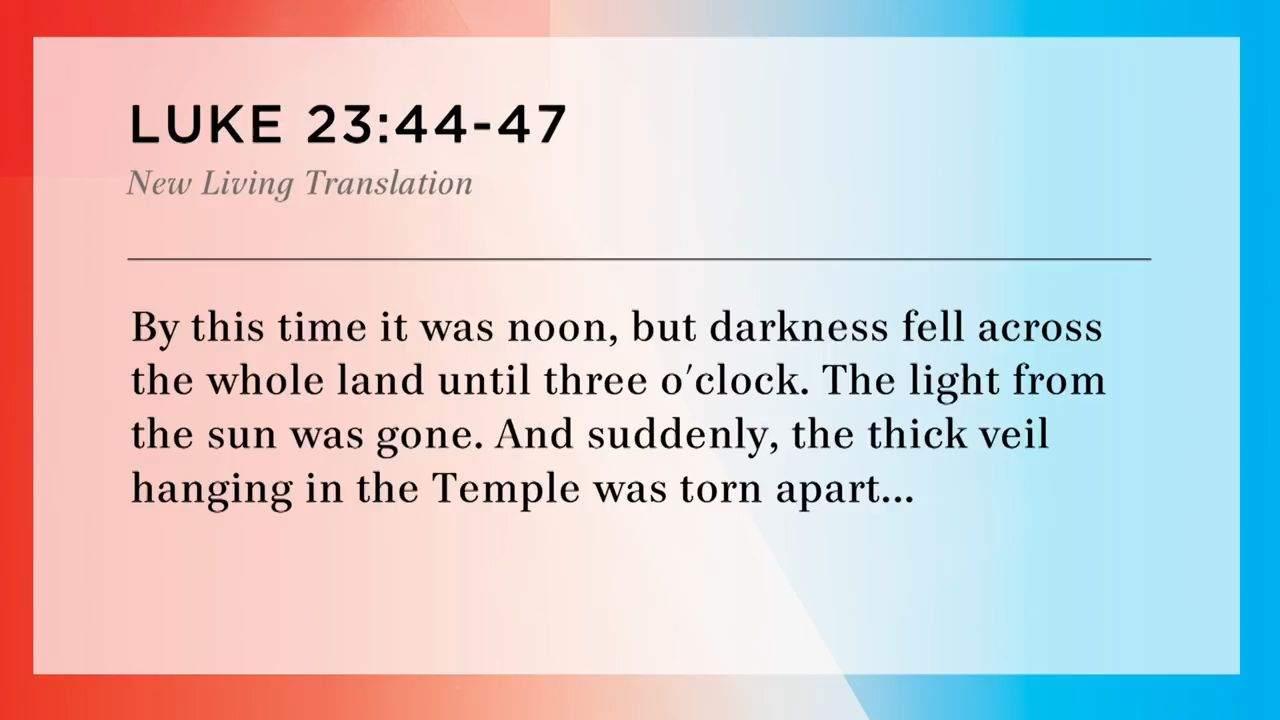 LUKE 23:44-47
New Living Translation
By this time it was noon, but darkness fell across
the whole land until three o'clock. The light from
the sun was gone. And suddenly, the thick veil
hanging in the Temple was torn apart...